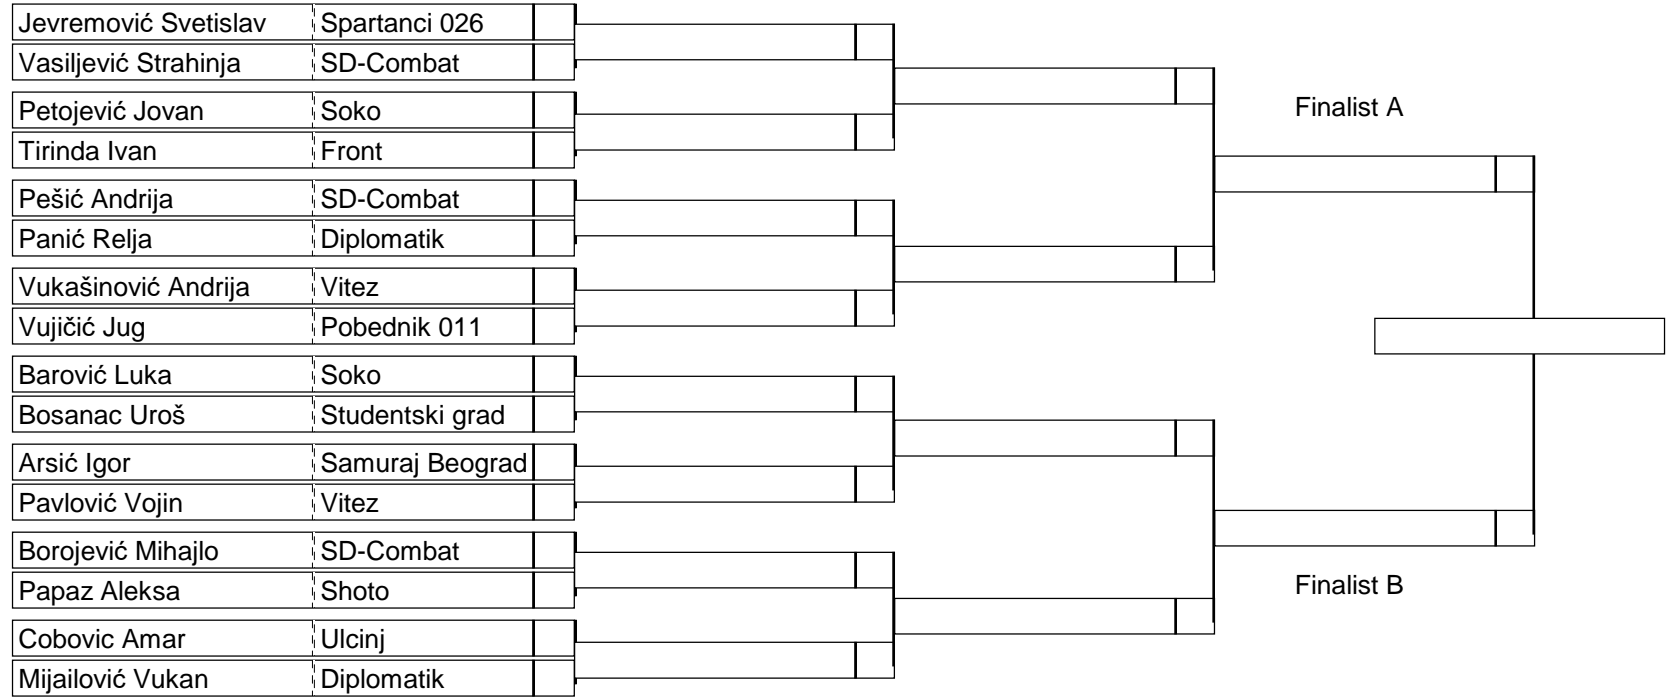 Jevremović Svetislav Spartanci 026
Vasiljević Strahinja SD-Combat
Petojević Jovan Soko
Finalist A
Tirinda Ivan Front
Pešić Andrija SD-Combat
Panić Relja Diplomatik
Vukašinović Andrija Vitez
Vujičić Jug Pobednik 011
Barović Luka Soko
Bosanac Uroš Studentski grad
Arsić Igor Samuraj Beograd
Pavlović Vojin Vitez
Borojević Mihajlo SD-Combat
Papaz Aleksa Shoto
Finalist B
Cobovic Amar Ulcinj
Mijailović Vukan Diplomatik